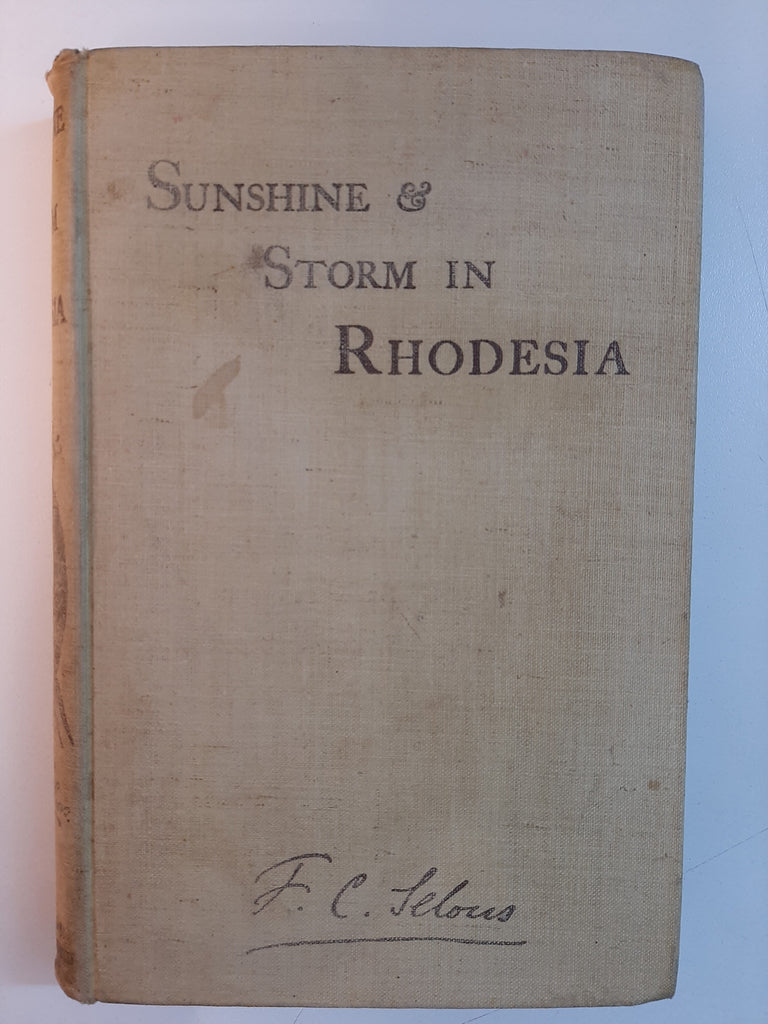 SUNSHINE &
STORM IN
RHODESIA
F. C. Selous